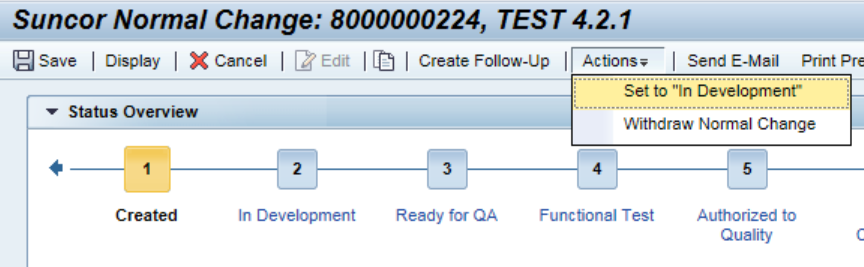 Suncor Normal Change: 8000000224, TEST 4.2.1
Save | Display | Cancel | Edit | Create Follow-Up | Actions | Send E-Mail Print Pre
Set to "In Development"
Withdraw Normal Change
Status Overview
1 2 3 4 5
Created In Development Ready for QA Functional Test Authorized to
Quality